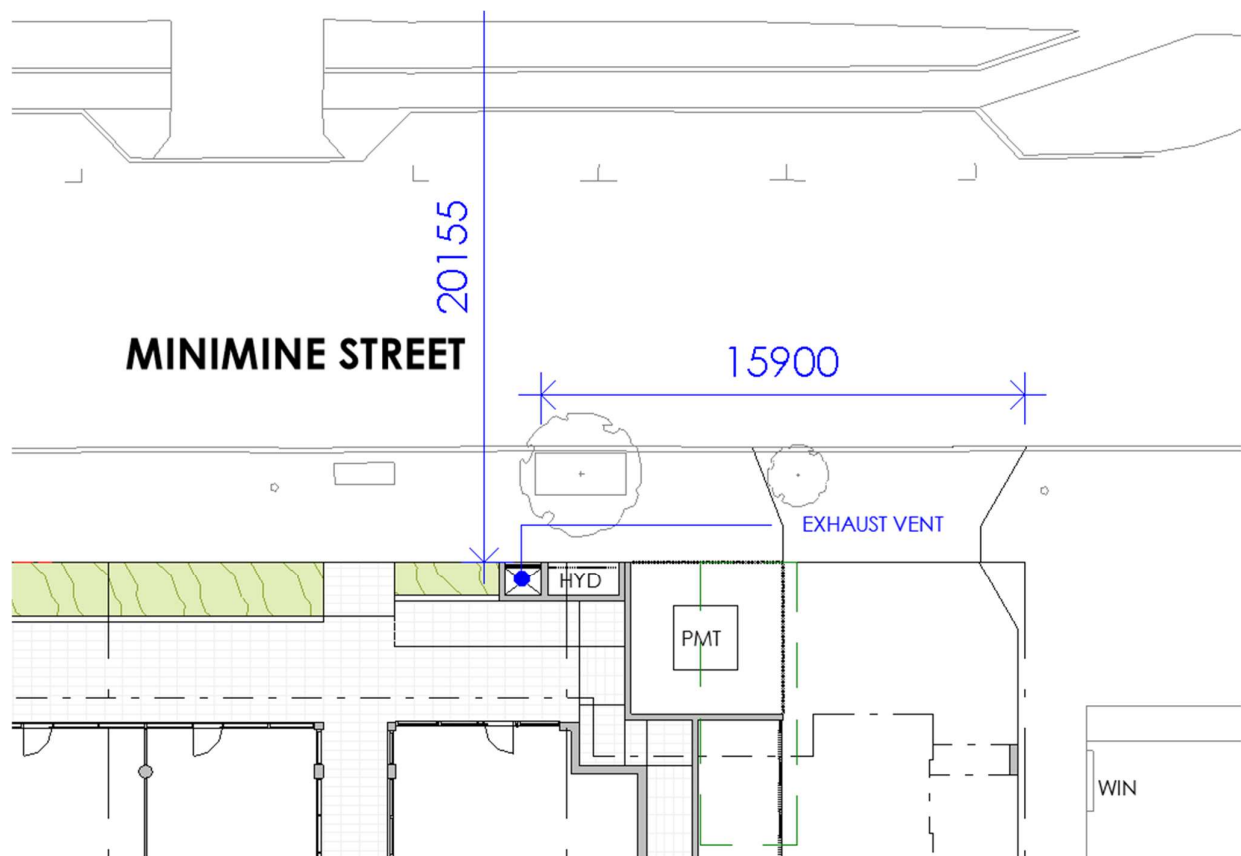 20155
MINIMINE STREET
15900
EXHAUST VENT
HYD
PMT
WIN